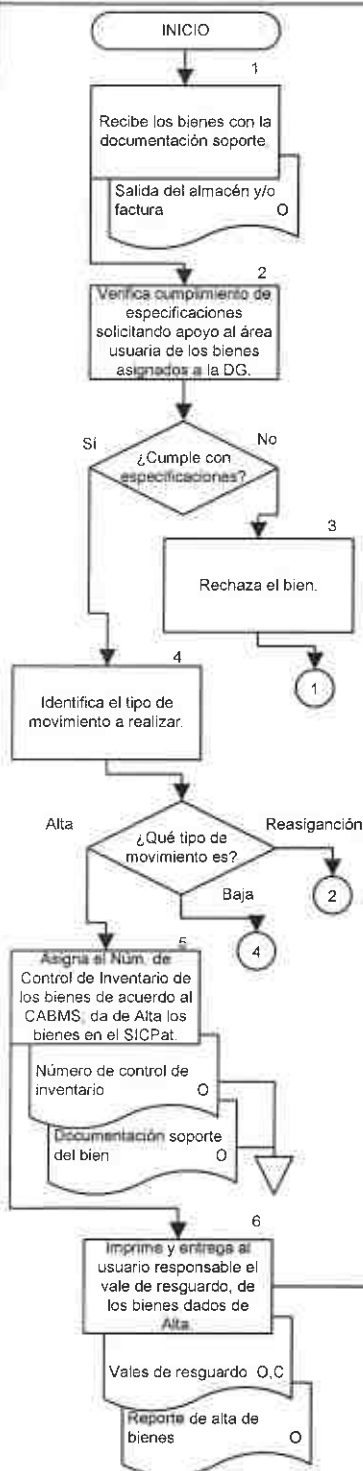 INICIO
1
Recibe los bienes con la
documentación soporte.
Salida del almacén y/o
factura O
2
Verifica cumplimiento de
especificaciones
solicitando apoyo al área
usuaria de los bienes
asignados a la DG.
Sí
No
¿Cumple con
especificaciones?
3
Rechaza el bien.
1
4
Identifica el tipo de
movimiento a realizar.
Alta
¿Qué tipo de
movimiento es?
Reasiganción
2
Baja
4
5
Asigna el Núm. de
Control de Inventario de
los bienes de acuerdo al
CABMS; da de Alta los
bienes en el SICPat.
Número de control de
inventario O
Documentación soporte
del bien O
6
Imprime y entrega al
usuario responsable el
vale de resguardo, de
los bienes dados de
Alta.
Vales de resguardo O,C
Reporte de alta de
bienes O